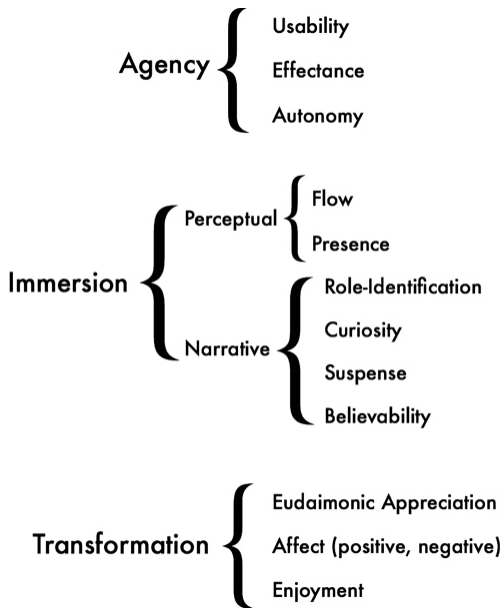 Agency
Usability
Effectance
Autonomy
Immersion
Perceptual
Flow
Presence
Narrative
Role-Identification
Curiosity
Suspense
Believability
Transformation
Eudaimonic Appreciation
Affect (positive, negative)
Enjoyment